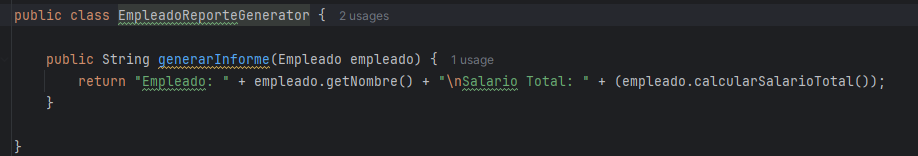 public class EmpleadoReporteGenerator { 2 usages
public String generarInforme(Empleado empleado) { 1 usage
return "Empleado: " + empleado.getNombre() + "\nSalario Total: " + (empleado.calcularSalarioTotal());
}
}